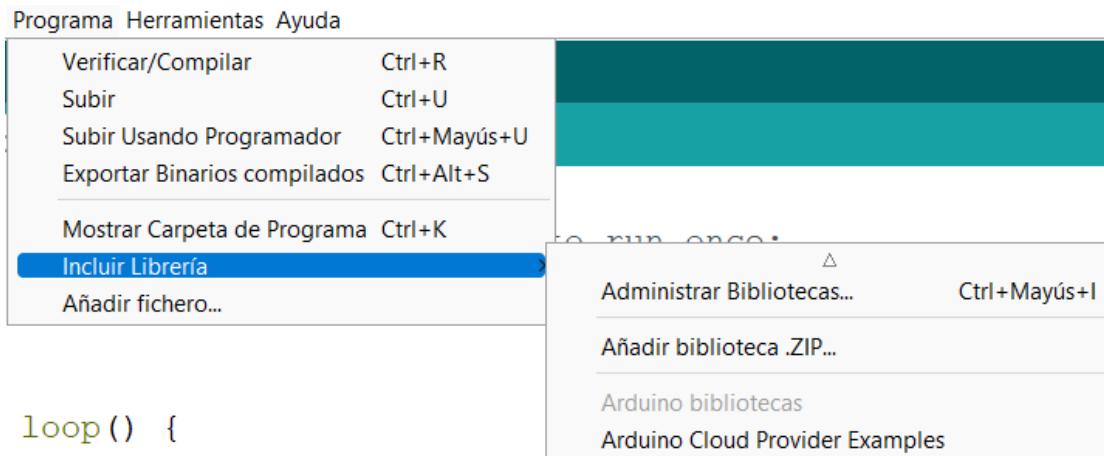 Programa Herramientas Ayuda
Verificar/Compilar Ctrl+R
Subir Ctrl+U
Subir Usando Programador Ctrl+Mayús+U
Exportar Binarios compilados Ctrl+Alt+S
Mostrar Carpeta de Programa Ctrl+K
run once:
Incluir Librería
Añadir fichero...
Administrar Bibliotecas... Ctrl+Mayús+I
Añadir biblioteca .ZIP...
Arduino bibliotecas
Arduino Cloud Provider Examples
loop() {